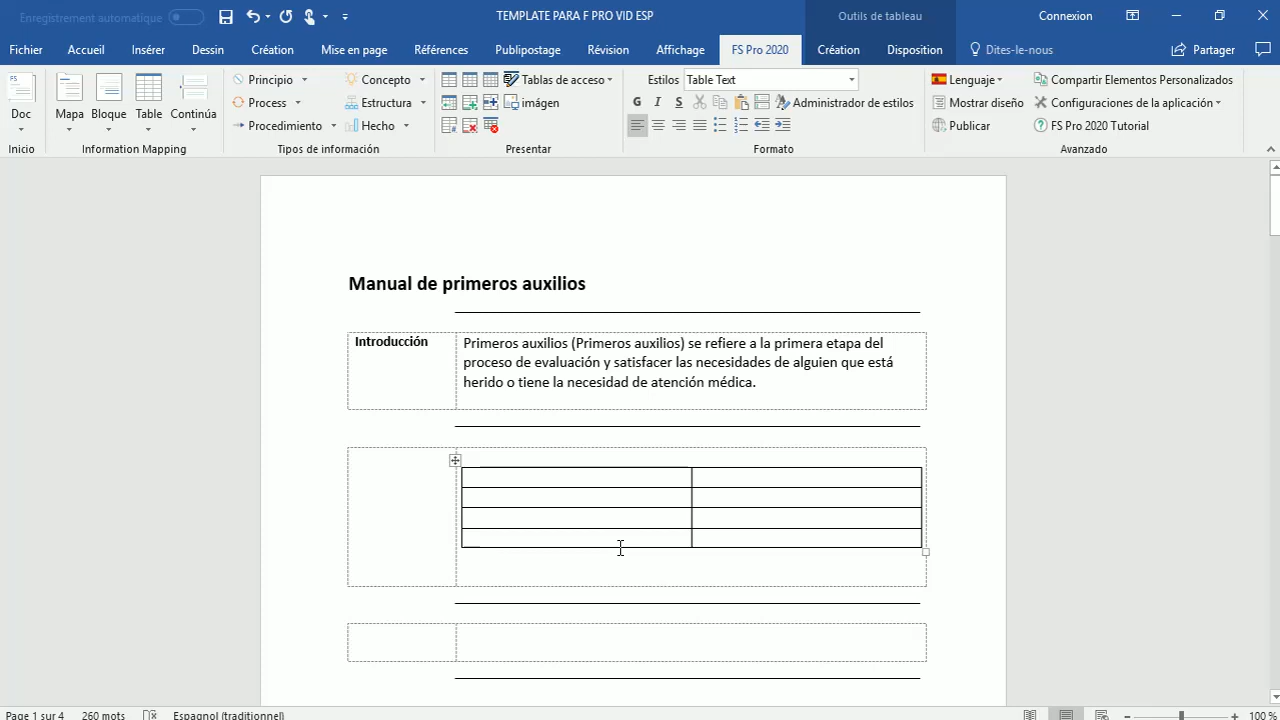 Enregistrement automatique
TEMPLATE PARA F PRO VID ESP
Outils de tableau
Connexion
Fichier Accueil Insérer Dessin Création Mise en page Références Publipostage Révision Affichage FS Pro 2020 Création Disposition Dites-le-nous Partager
FS
Doc
Inicio
Mapa Bloque Table Continúa
Information Mapping
Principio Concepto
Process Estructura
Procedimiento Hecho
Tipos de información
Tablas de acceso
imágen
Presentar
Estilos Table Text
G I S Administrador de estilos
Formato
Lenguaje Compartir Elementos Personalizados
Mostrar diseño Configuraciones de la aplicación
Publicar FS Pro 2020 Tutorial
Avanzado
Manual de primeros auxilios
Introducción
Primeros auxilios (Primeros auxilios) se refiere a la primera etapa del
proceso de evaluación y satisfacer las necesidades de alguien que está
herido o tiene la necesidad de atención médica.
Page 1 sur 4 260 mots Espagnol (traditionnel) 100 %